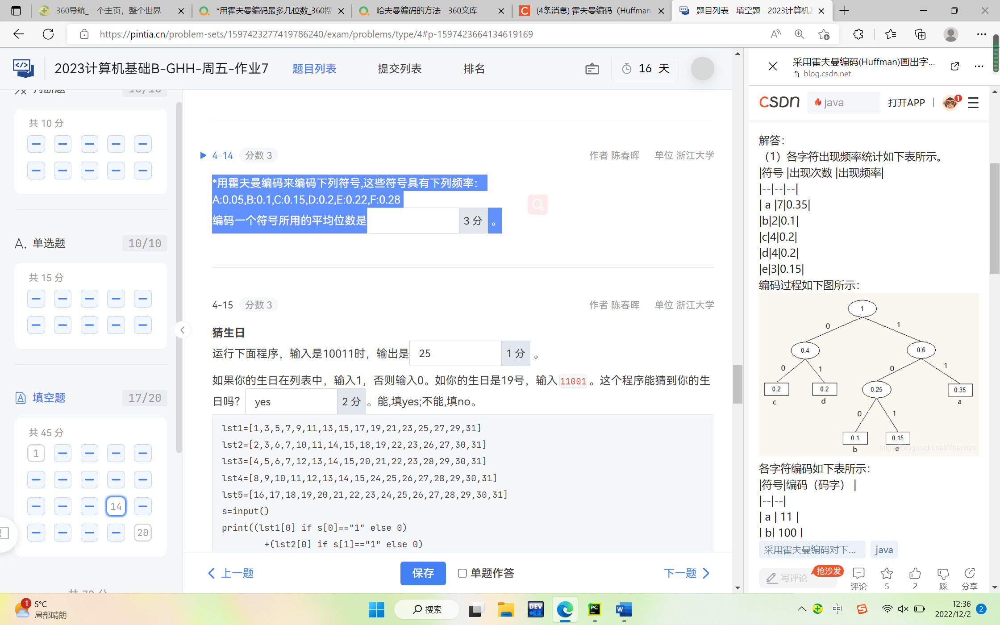 360导航_一个主页，整个世界
*用霍夫曼编码最多几位数_360搜
哈夫曼编码的方法 - 360文库
(4条消息) 霍夫曼编码（Huffman
题目列表 - 填空题 - 2023计算机
https://pintia.cn/problem-sets/1597423277419786240/exam/problems/type/4#p-1597423664134619169
2023计算机基础B-GHH-周五-作业7
题目列表
提交列表
排名
16 天
判断题
10/10
共 10 分
A. 单选题
10/10
共 15 分
填空题
17/20
共 45 分
1
14
20
4-14
分数 3
作者 陈春晖
单位 浙江大学
*用霍夫曼编码来编码下列符号,这些符号具有下列频率：
A:0.05,B:0.1,C:0.15,D:0.2,E:0.22,F:0.28
编码一个符号所用的平均位数是 3 分 。
4-15
分数 3
作者 陈春晖
单位 浙江大学
猜生日
运行下面程序，输入是10011时，输出是 25 1 分 。
如果你的生日在列表中，输入1，否则输入0。如你的生日是19号，输入 11001 。这个程序能猜到你的生
日吗？ yes 2 分 。能,填yes;不能,填no。
lst1=[1,3,5,7,9,11,13,15,17,19,21,23,25,27,29,31]
lst2=[2,3,6,7,10,11,14,15,18,19,22,23,26,27,30,31]
lst3=[4,5,6,7,12,13,14,15,20,21,22,23,28,29,30,31]
lst4=[8,9,10,11,12,13,14,15,24,25,26,27,28,29,30,31]
lst5=[16,17,18,19,20,21,22,23,24,25,26,27,28,29,30,31]
s=input()
print((lst1[0] if s[0]=="1" else 0)
+(lst2[0] if s[1]=="1" else 0)
上一题
保存
单题作答
下一题
采用霍夫曼编码(Huffman)画出字...
blog.csdn.net
CSDN
java
打开APP
1
解答：
（1）各字符出现频率统计如下表所示。
|符号 |出现次数 |出现频率|
|--|--|--|
| a |7|0.35|
|b|2|0.1|
|c|4|0.2|
|d|4|0.2|
|e|3|0.15|
编码过程如下图所示：
1
0
1
0.4
0.6
0
1
0
1
0.2
0.2
0.25
0.35
c
d
a
0
1
0.1
0.15
b
e
https://blog.csdn.net/Thanlon
各字符编码如下表所示：
|符号|编码（码字） |
|--|--|
| a | 11 |
| b| 100 |
采用霍夫曼编码对下...
java
写评论
抢沙发
评论
5
2
踩
分享
1
5°C
局部晴朗
搜索
DEV
C++
PC
W
中
S
12:36
2022/12/2
2